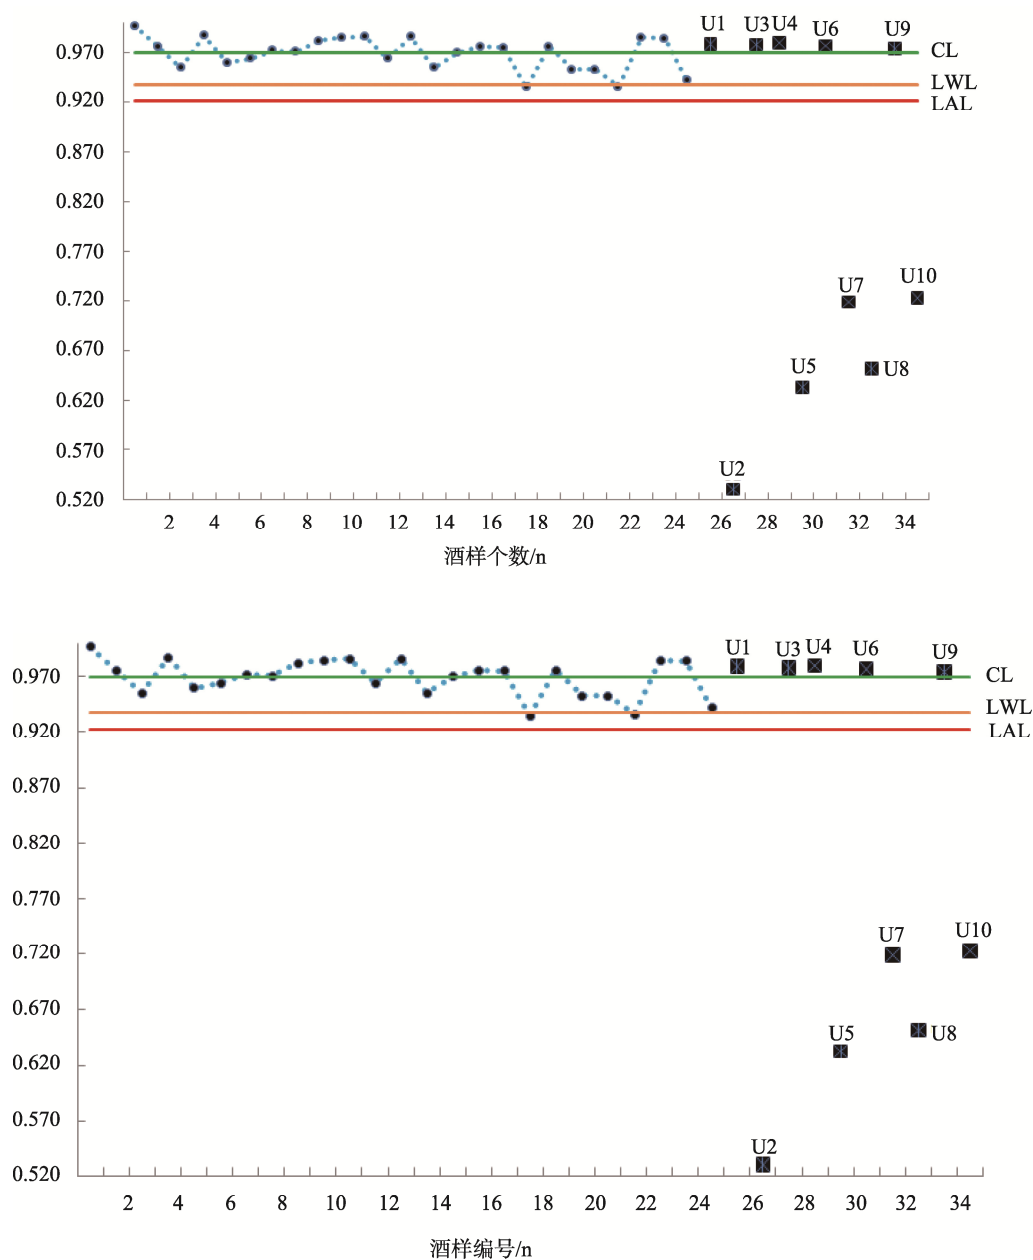 U1 U3 U4 U6 U9
0.970 CL
LWL
0.920 LAL
0.870
0.820
0.770
U7 U10
0.720
0.670
U5 U8
0.620
0.570
U2
0.520
2 4 6 8 10 12 14 16 18 20 22 24 26 28 30 32 34
酒样个数/n
U1 U3 U4 U6 U9
0.970 CL
LWL
0.920 LAL
0.870
0.820
0.770
U7 U10
0.720
0.670
U5 U8
0.620
0.570
U2
0.520
2 4 6 8 10 12 14 16 18 20 22 24 26 28 30 32 34
酒样编号/n